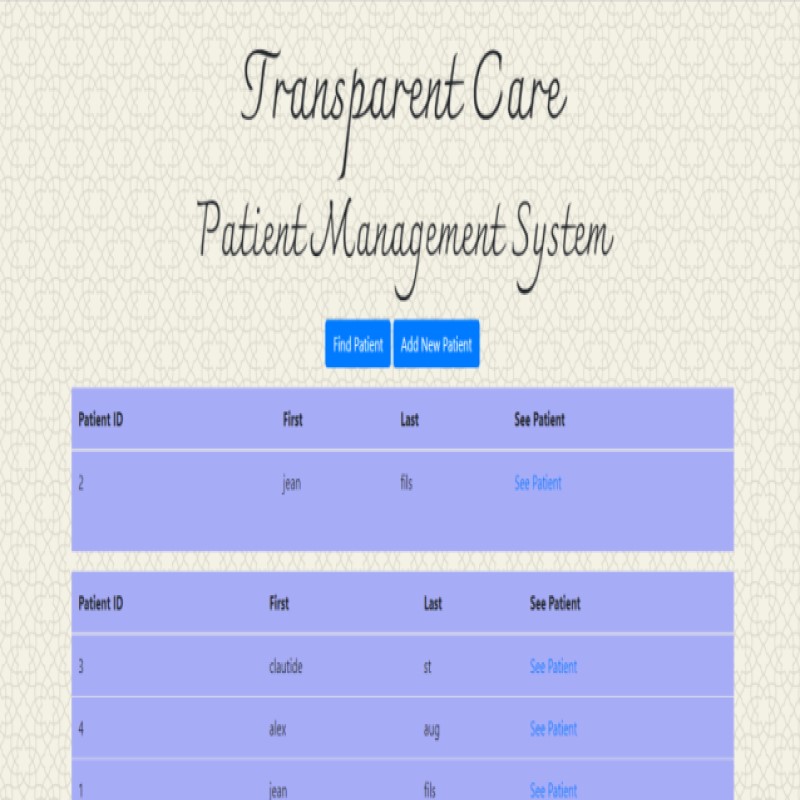 Transparent Care
Patient Management System
Find Patient Add New Patient
Patient ID First Last See Patient
2 jean fils See Patient
Patient ID First Last See Patient
3 clautide st See Patient
4 alex aug See Patient
1 jean fils See Patient